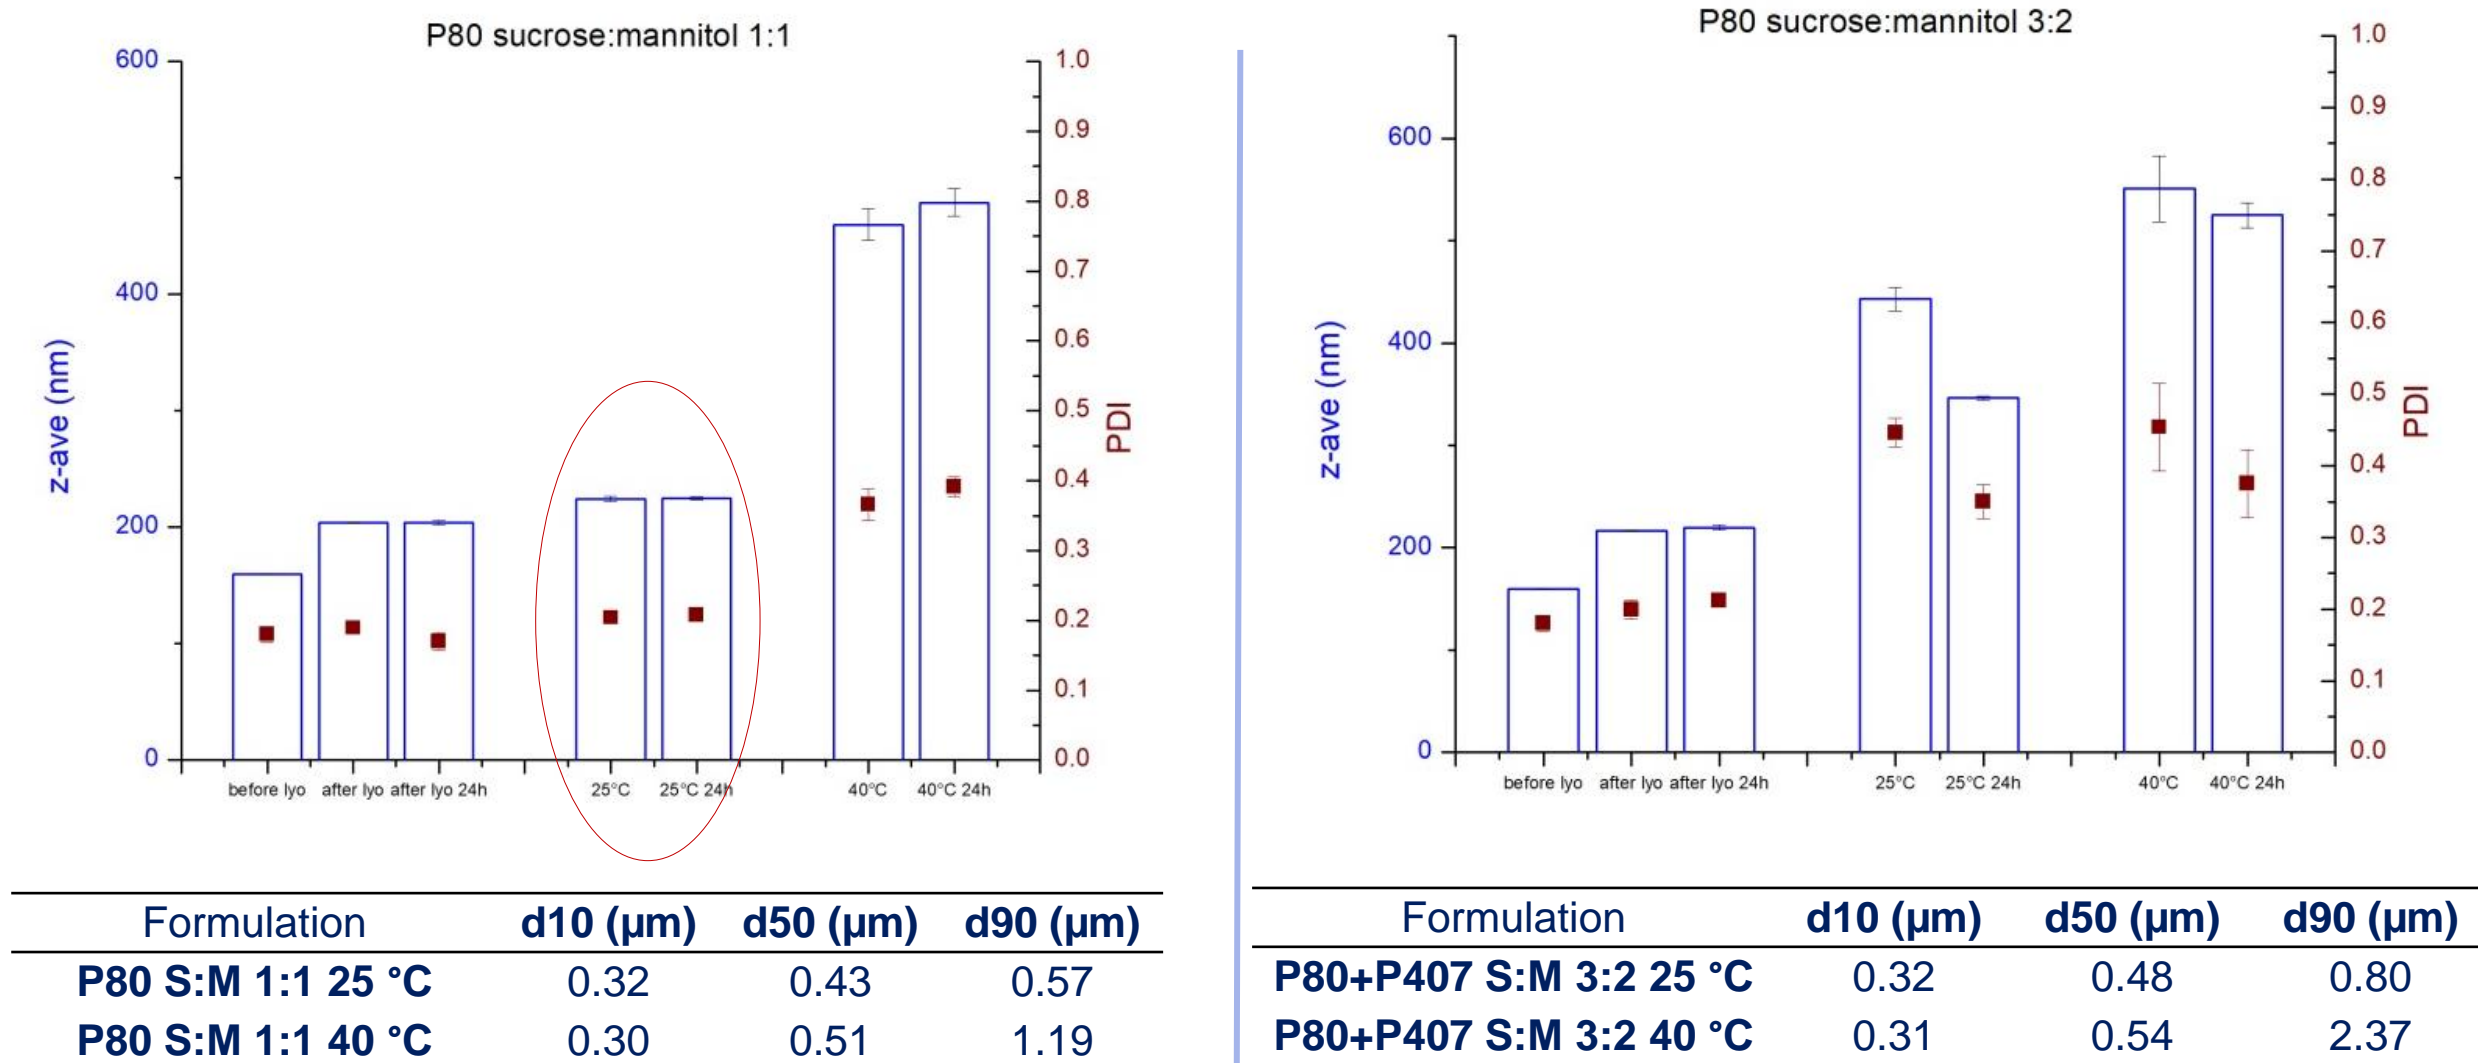 P80 sucrose:mannitol 1:1
600
400
200
0
z-ave (nm)
1.0
0.9
0.8
0.7
0.6
0.5
0.4
0.3
0.2
0.1
0.0
PDI
before lyo after lyo after lyo 24h 25°C 25°C 24h 40°C 40°C 24h
Formulation d10 (µm) d50 (µm) d90 (µm)
P80 S:M 1:1 25 °C 0.32 0.43 0.57
P80 S:M 1:1 40 °C 0.30 0.51 1.19
P80 sucrose:mannitol 3:2
600
400
200
0
z-ave (nm)
1.0
0.9
0.8
0.7
0.6
0.5
0.4
0.3
0.2
0.1
0.0
PDI
before lyo after lyo after lyo 24h 25°C 25°C 24h 40°C 40°C 24h
Formulation d10 (µm) d50 (µm) d90 (µm)
P80+P407 S:M 3:2 25 °C 0.32 0.48 0.80
P80+P407 S:M 3:2 40 °C 0.31 0.54 2.37